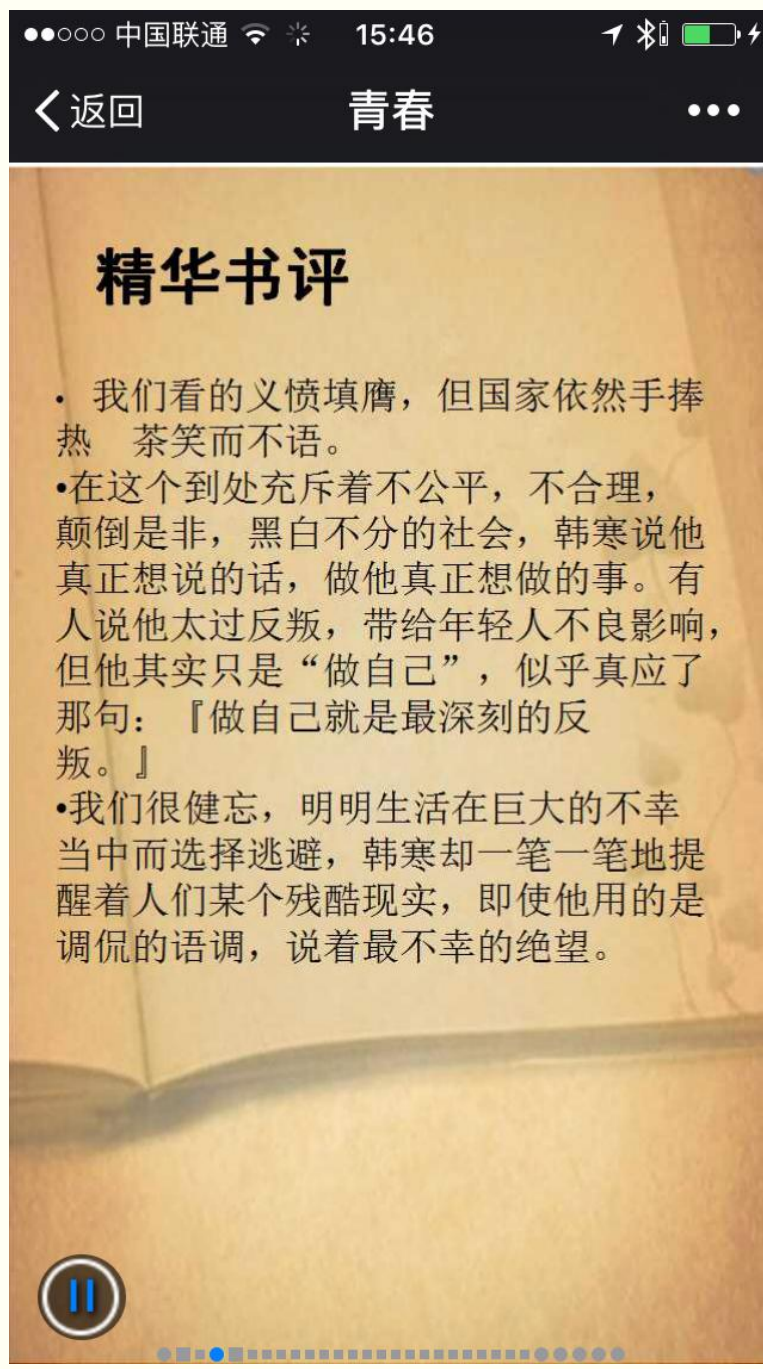 中国联通 15:46
返回 青春
精华书评
· 我们看的义愤填膺，但国家依然手捧
热　茶笑而不语。
•在这个到处充斥着不公平，不合理，
颠倒是非，黑白不分的社会，韩寒说他
真正想说的话，做他真正想做的事。有
人说他太过反叛，带给年轻人不良影响，
但他其实只是“做自己”，似乎真应了
那句：『做自己就是最深刻的反
叛。』
•我们很健忘，明明生活在巨大的不幸
当中而选择逃避，韩寒却一笔一笔地提
醒着人们某个残酷现实，即使他用的是
调侃的语调，说着最不幸的绝望。